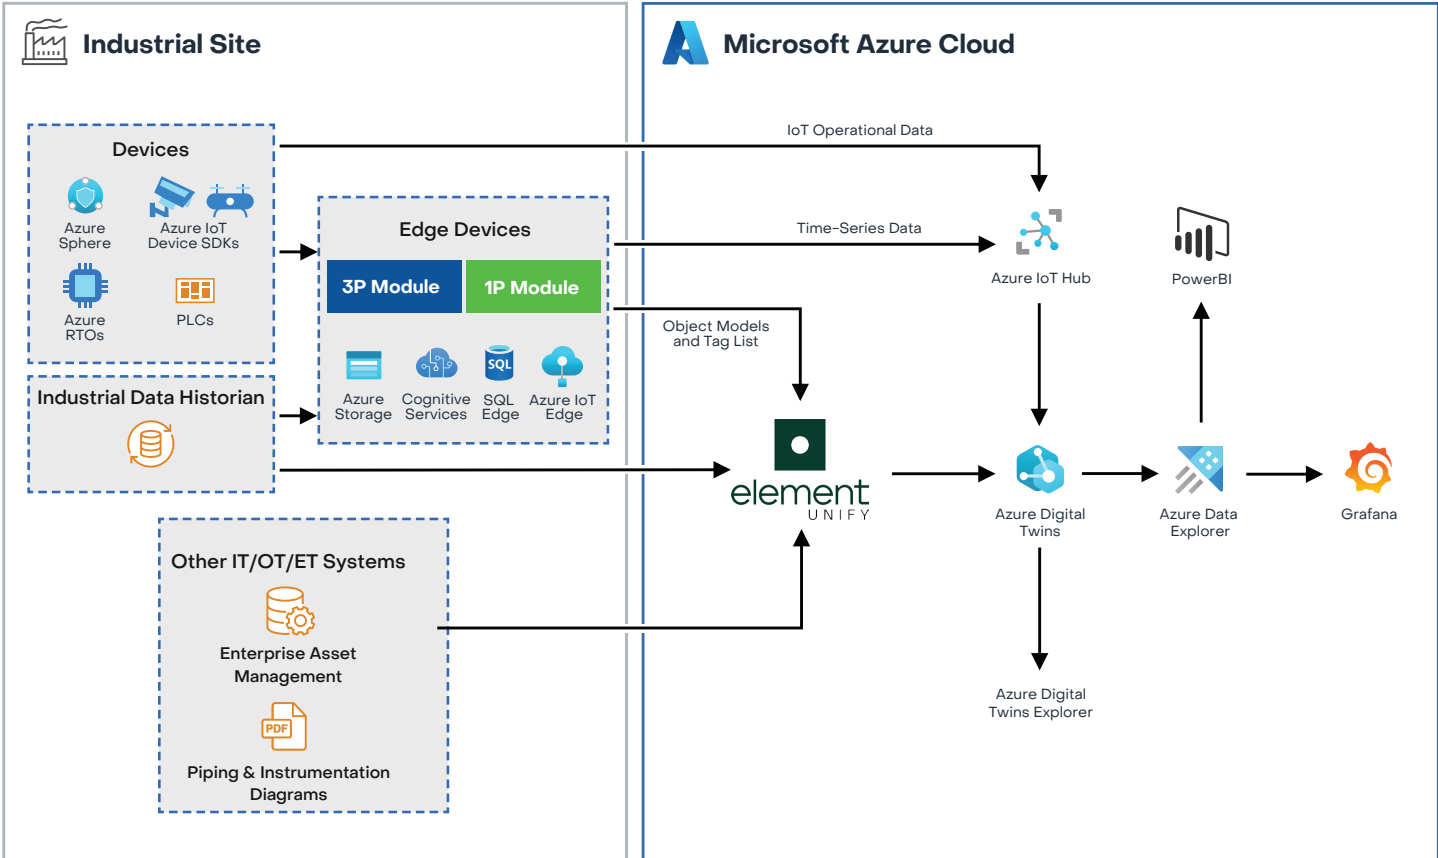 Industrial Site
Microsoft Azure Cloud
IoT Operational Data
Devices
Azure
Sphere
Azure IoT
Device SDKs
Azure
RTOs
PLCs
Edge Devices
3P Module
1P Module
Azure
Storage
Cognitive
Services
SQL
SQL
Edge
Azure IoT
Edge
Time-Series Data
Object Models
and Tag List
Azure IoT Hub
PowerBI
Industrial Data Historian
element
UNIFY
Azure Digital
Twins
Azure Data
Explorer
Grafana
Other IT/OT/ET Systems
Enterprise Asset
Management
PDF
Piping & Instrumentation
Diagrams
Azure Digital
Twins Explorer